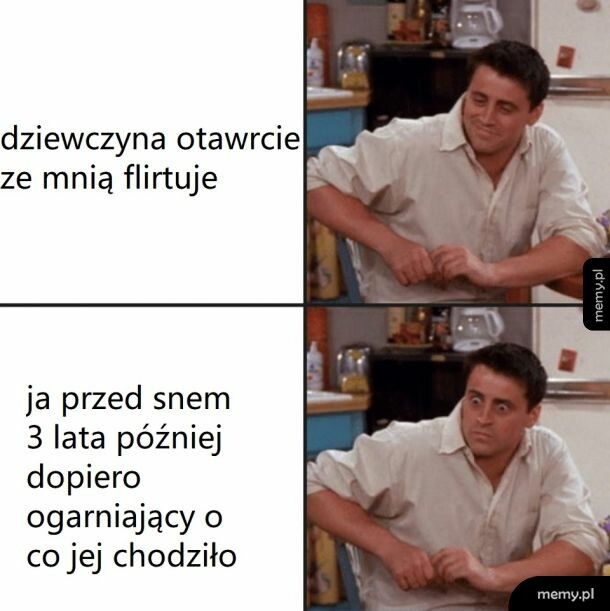 dziewczyna otawrcie
ze mnią flirtuje
memy.pl
ja przed snem
3 lata później
dopiero
ogarniający o
co jej chodziło
memy.pl